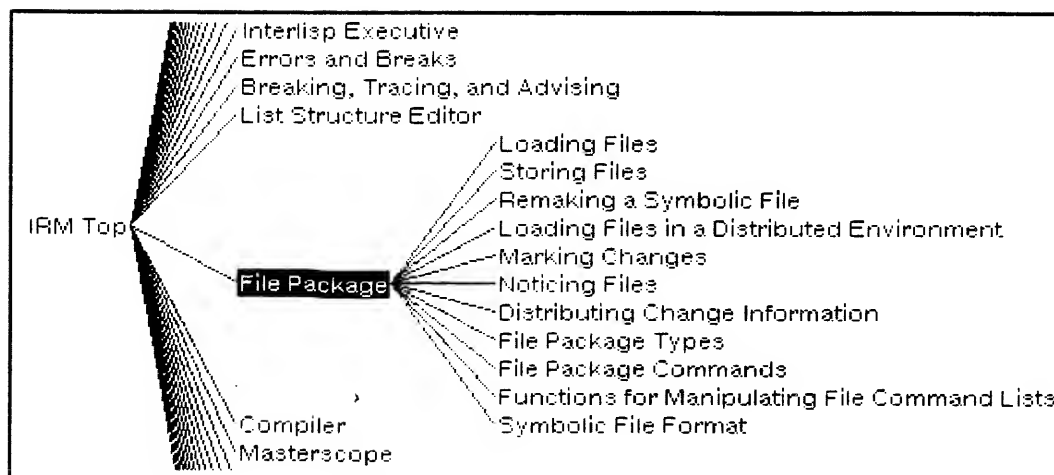 Interlisp Executive
Errors and Breaks
Breaking, Tracing, and Advising
List Structure Editor
IRM Top
File Package
Loading Files
Storing Files
Remaking a Symbolic File
Loading Files in a Distributed Environment
Marking Changes
Noticing Files
Distributing Change Information
File Package Types
File Package Commands
Functions for Manipulating File Command Lists
Symbolic File Format
Compiler
Masterscope